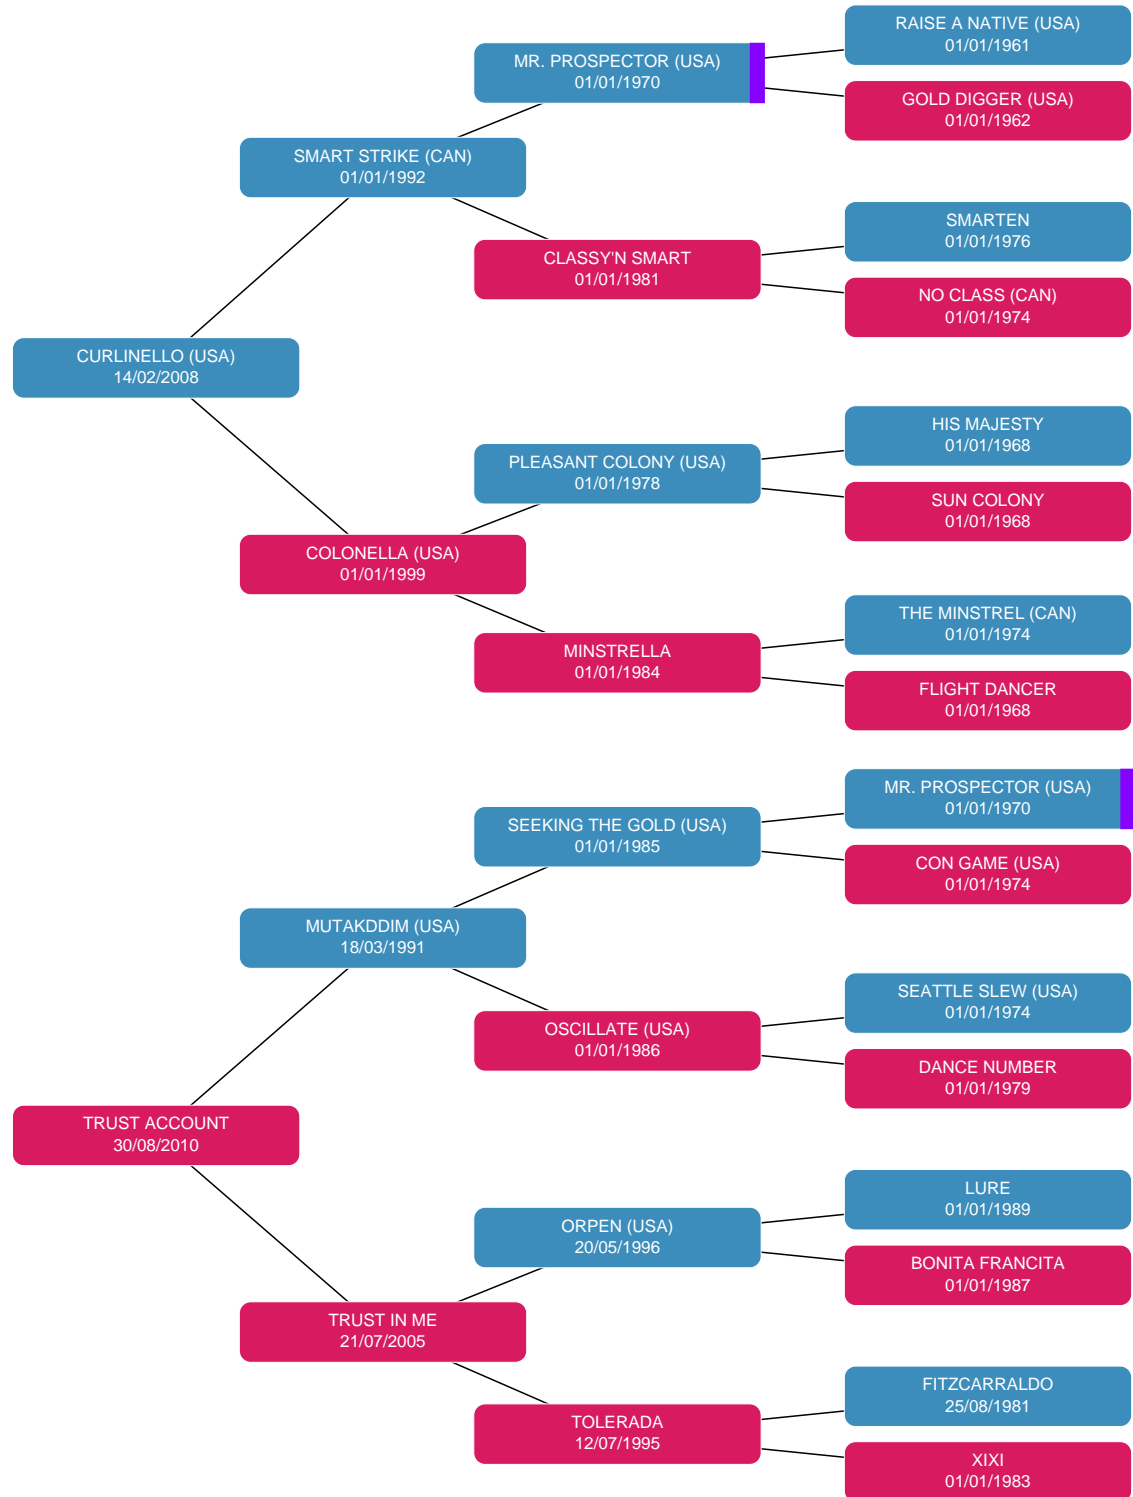 RAISE A NATIVE (USA)
01/01/1961
MR. PROSPECTOR (USA)
01/01/1970
GOLD DIGGER (USA)
01/01/1962
SMART STRIKE (CAN)
01/01/1992
SMARTEN
01/01/1976
CLASSY'N SMART
01/01/1981
NO CLASS (CAN)
01/01/1974
CURLINELLO (USA)
14/02/2008
HIS MAJESTY
01/01/1968
PLEASANT COLONY (USA)
01/01/1978
SUN COLONY
01/01/1968
COLONELLA (USA)
01/01/1999
THE MINSTREL (CAN)
01/01/1974
MINSTRELLA
01/01/1984
FLIGHT DANCER
01/01/1968
MR. PROSPECTOR (USA)
01/01/1970
SEEKING THE GOLD (USA)
01/01/1985
CON GAME (USA)
01/01/1974
MUTAKDDIM (USA)
18/03/1991
SEATTLE SLEW (USA)
01/01/1974
OSCILLATE (USA)
01/01/1986
DANCE NUMBER
01/01/1979
TRUST ACCOUNT
30/08/2010
LURE
01/01/1989
ORPEN (USA)
20/05/1996
BONITA FRANCITA
01/01/1987
TRUST IN ME
21/07/2005
FITZCARRALDO
25/08/1981
TOLERADA
12/07/1995
XIXI
01/01/1983